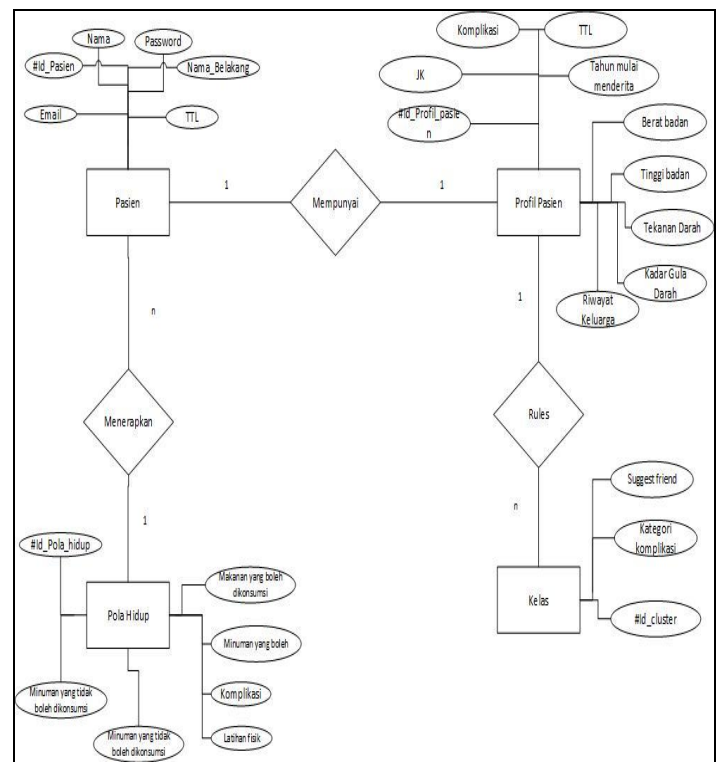 Nama
Password
#Id_Pasien
Nama_Belakang
Email
TTL
Komplikasi
TTL
JK
Tahun mulai
menderita
#Id_Profil_pasie
n
Berat badan
Tinggi badan
Tekanan Darah
Kadar Gula
Darah
Riwayat
Keluarga
Pasien
1
Mempunyai
1
Profil Pasien
n
1
Menerapkan
Rules
1
n
#Id_Pola_hidup
Pola Hidup
Makanan yang boleh
dikonsumsi
Minuman yang boleh
Komplikasi
Latihan fisik
Minuman yang tidak
boleh dikonsumsi
Minuman yang tidak
boleh dikonsumsi
Suggest friend
Kategori
komplikasi
Kelas
#Id_cluster